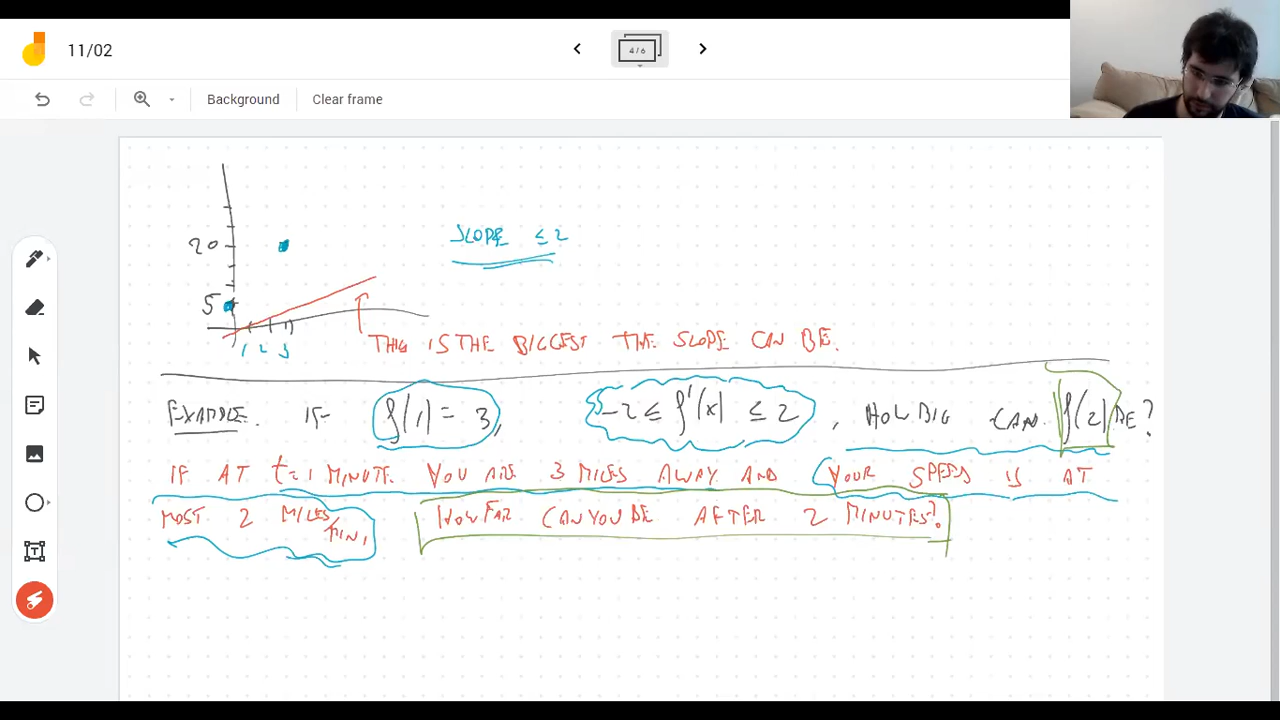 11/02
4/6
Background
Clear frame
20
5
1 2 3
SLOPE ≤ 2
THIS IS THE BIGGEST THE SLOPE CAN BE.
EXAMPLE. IF f(1) = 3, -2 ≤ f'(x) ≤ 2, HOW BIG CAN f(2) BE?
IF AT t=1 MINUTE YOU ARE 3 MILES AWAY AND YOUR SPEED IS AT
MOST 2 MILES/MIN, HOW FAR CAN YOU BE AFTER 2 MINUTES?